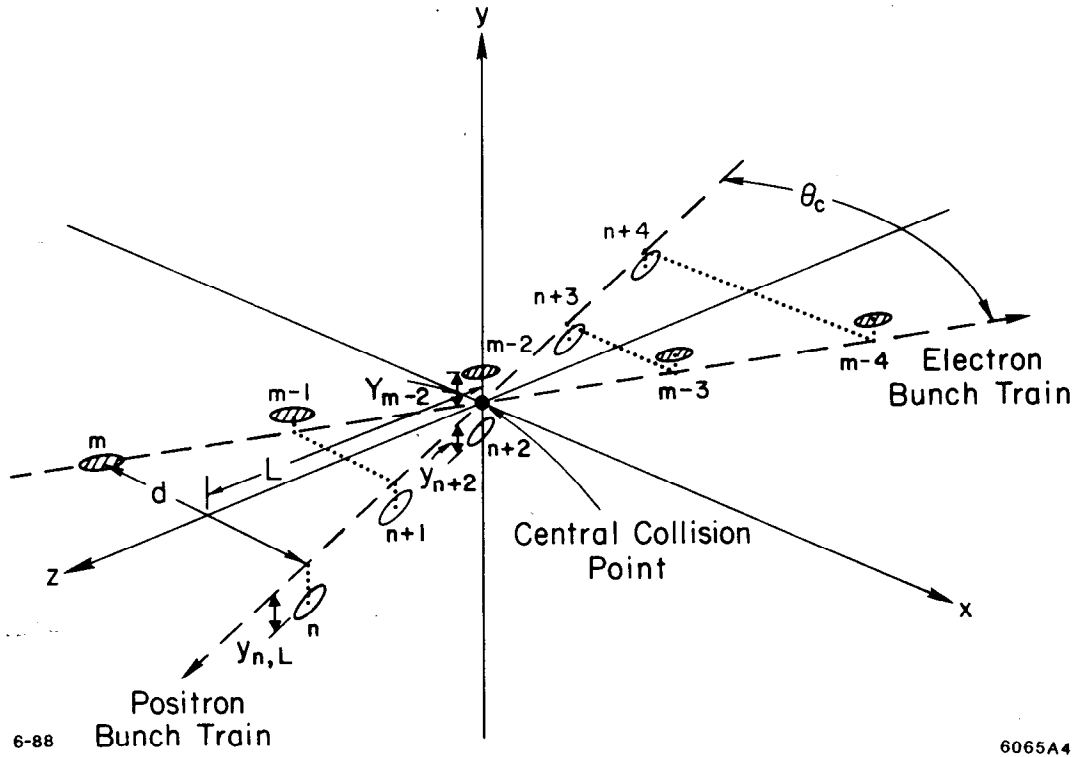 y
θc
n+4
n+3
m-2
m-4
Electron
Bunch Train
m-3
m-1
Ym-2
m
L
n+2
yn+2
d
n+1
Central Collision
Point
z
x
n
yn,L
Positron
Bunch Train
6-88
6065A4